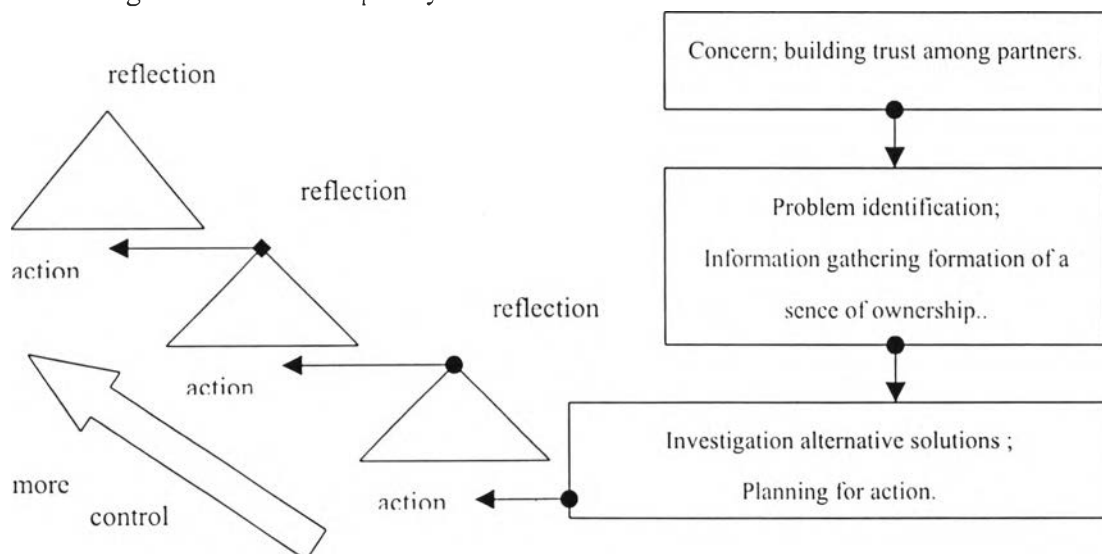 Concern; building trust among partners.
reflection
Problem identification;
Information gathering formation of a
sence of ownership..
reflection
action
reflection
action
Investigation alternative solutions ;
Planning for action.
action
more
control